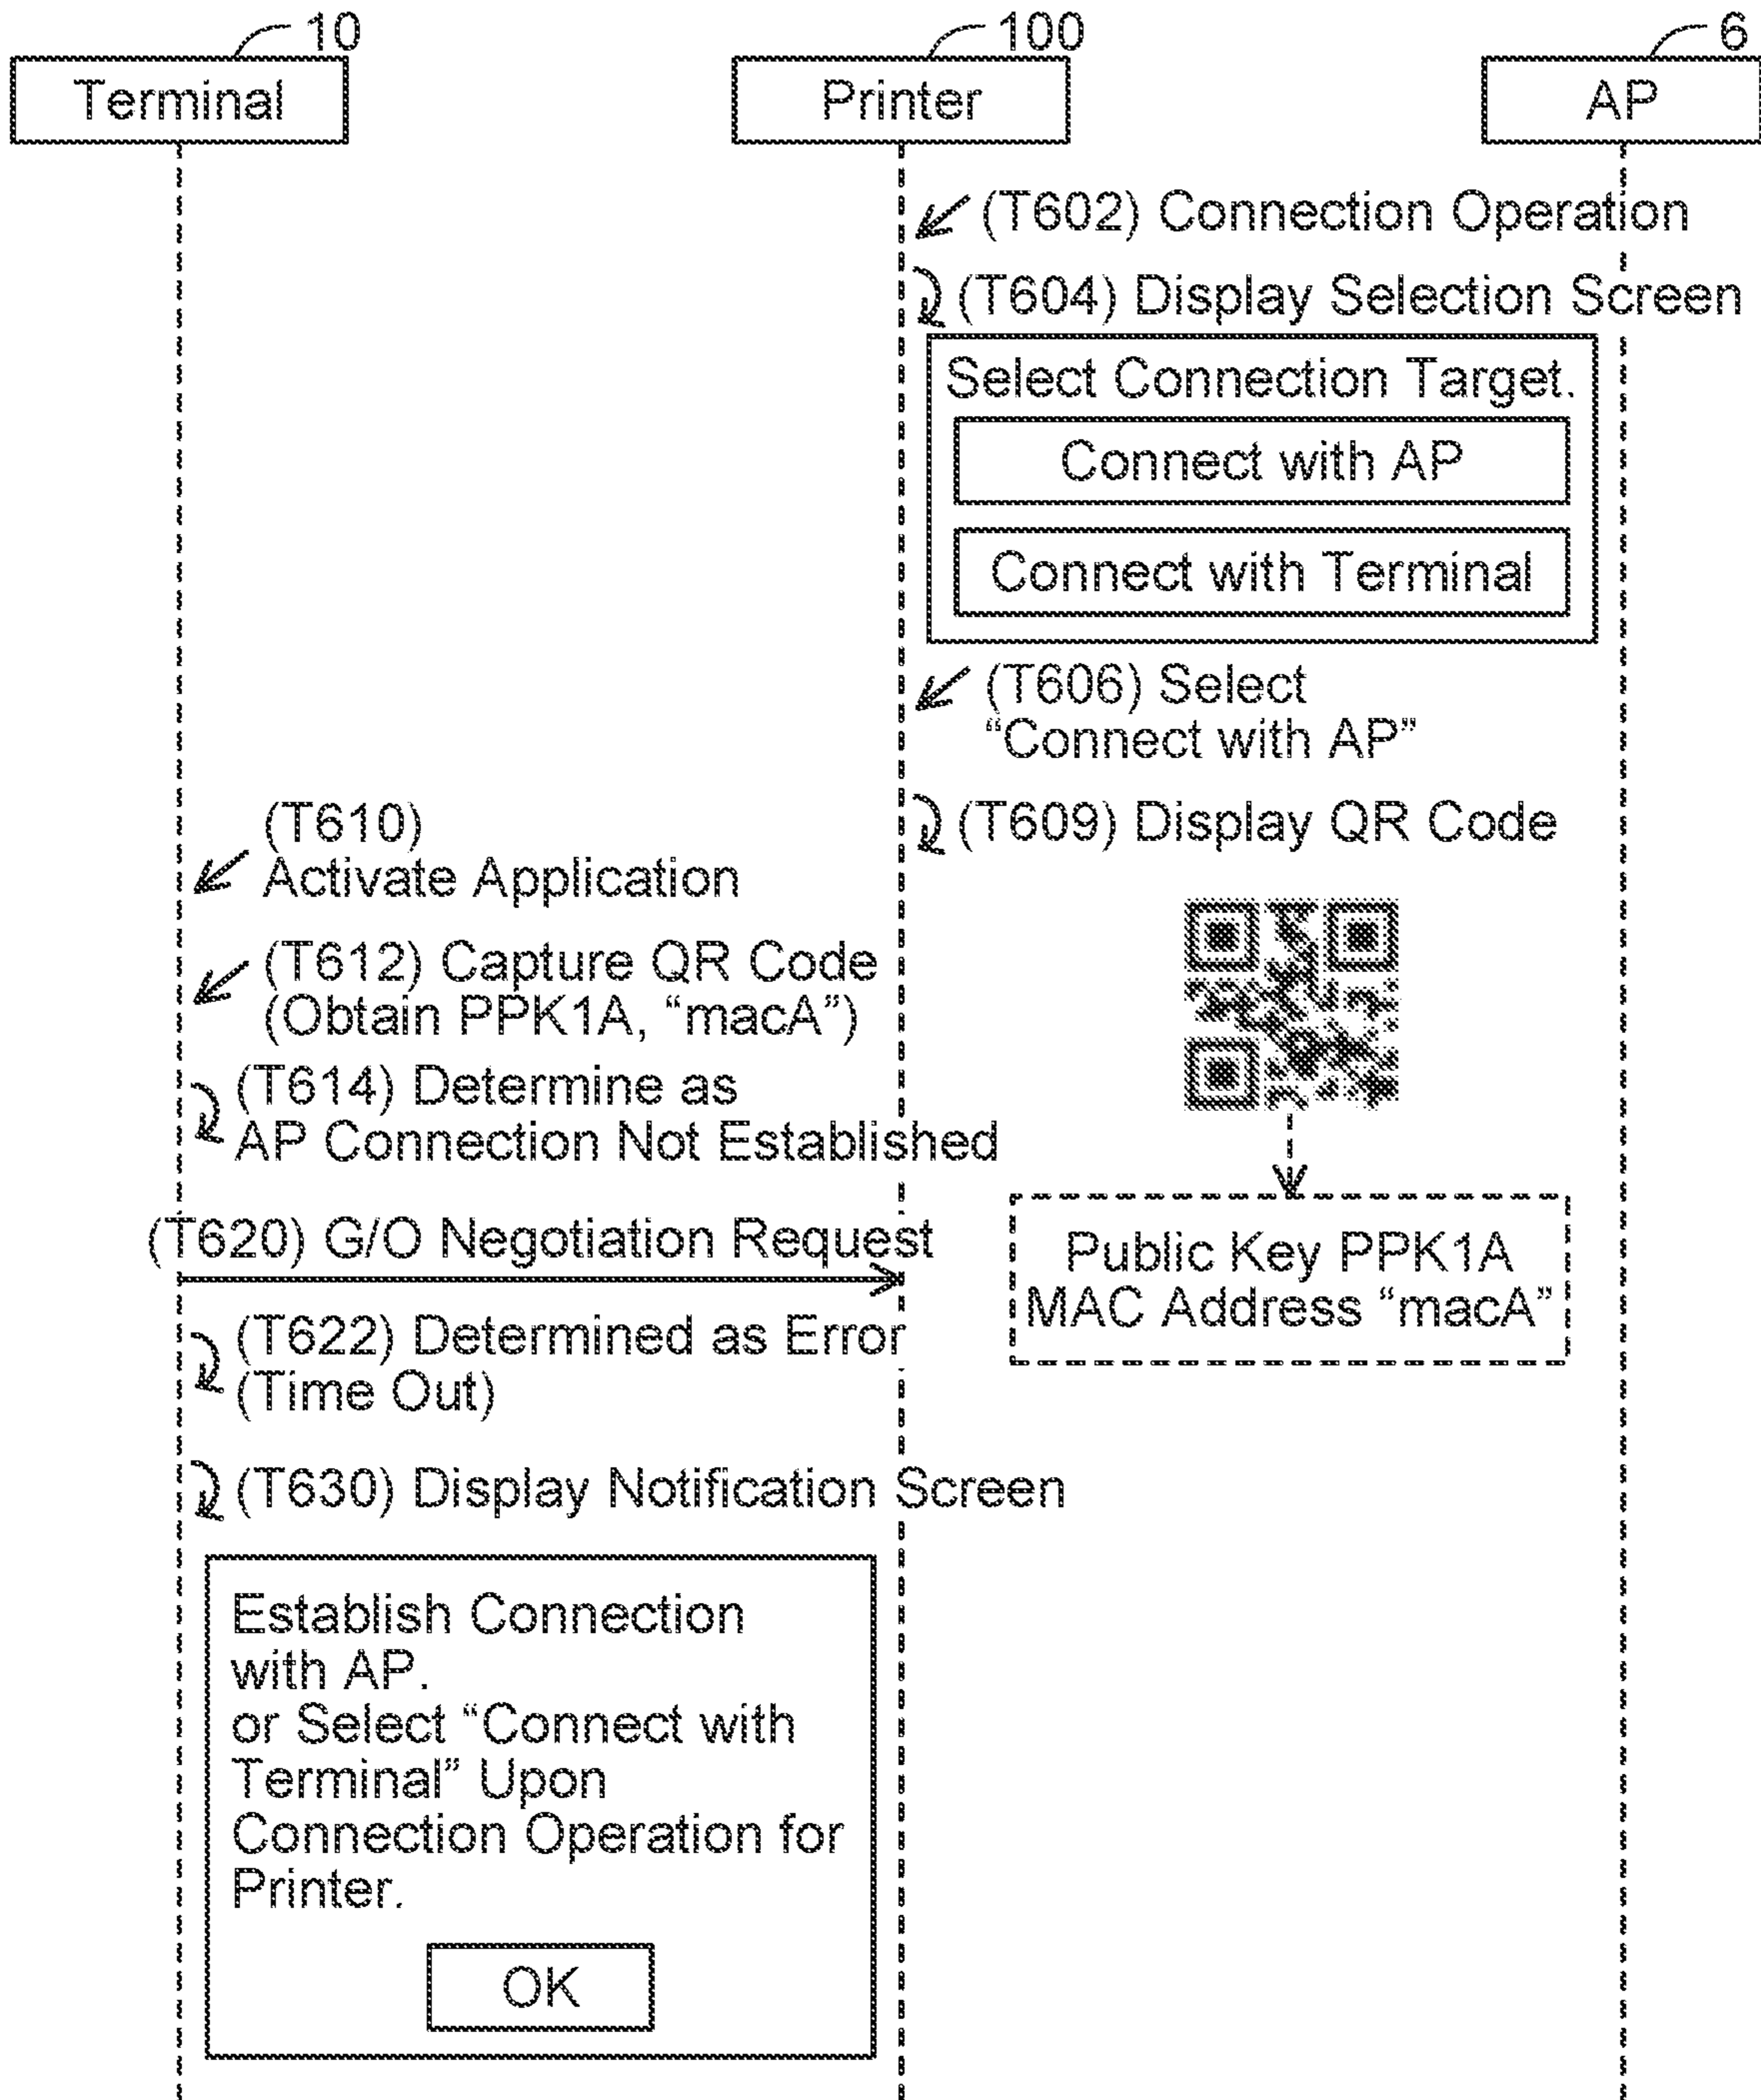 10
100
6
Terminal
Printer
AP
(T602) Connection Operation
(T604) Display Selection Screen
Select Connection Target.
Connect with AP
Connect with Terminal
(T606) Select
“Connect with AP”
(T609) Display QR Code
(T610)
Activate Application
(T612) Capture QR Code
(Obtain PPK1A, “macA”)
(T614) Determine as
AP Connection Not Established
Public Key PPK1A
MAC Address “macA”
(T620) G/O Negotiation Request
(T622) Determined as Error
(Time Out)
(T630) Display Notification Screen
Establish Connection
with AP.
or Select “Connect with
Terminal” Upon
Connection Operation for
Printer.
OK